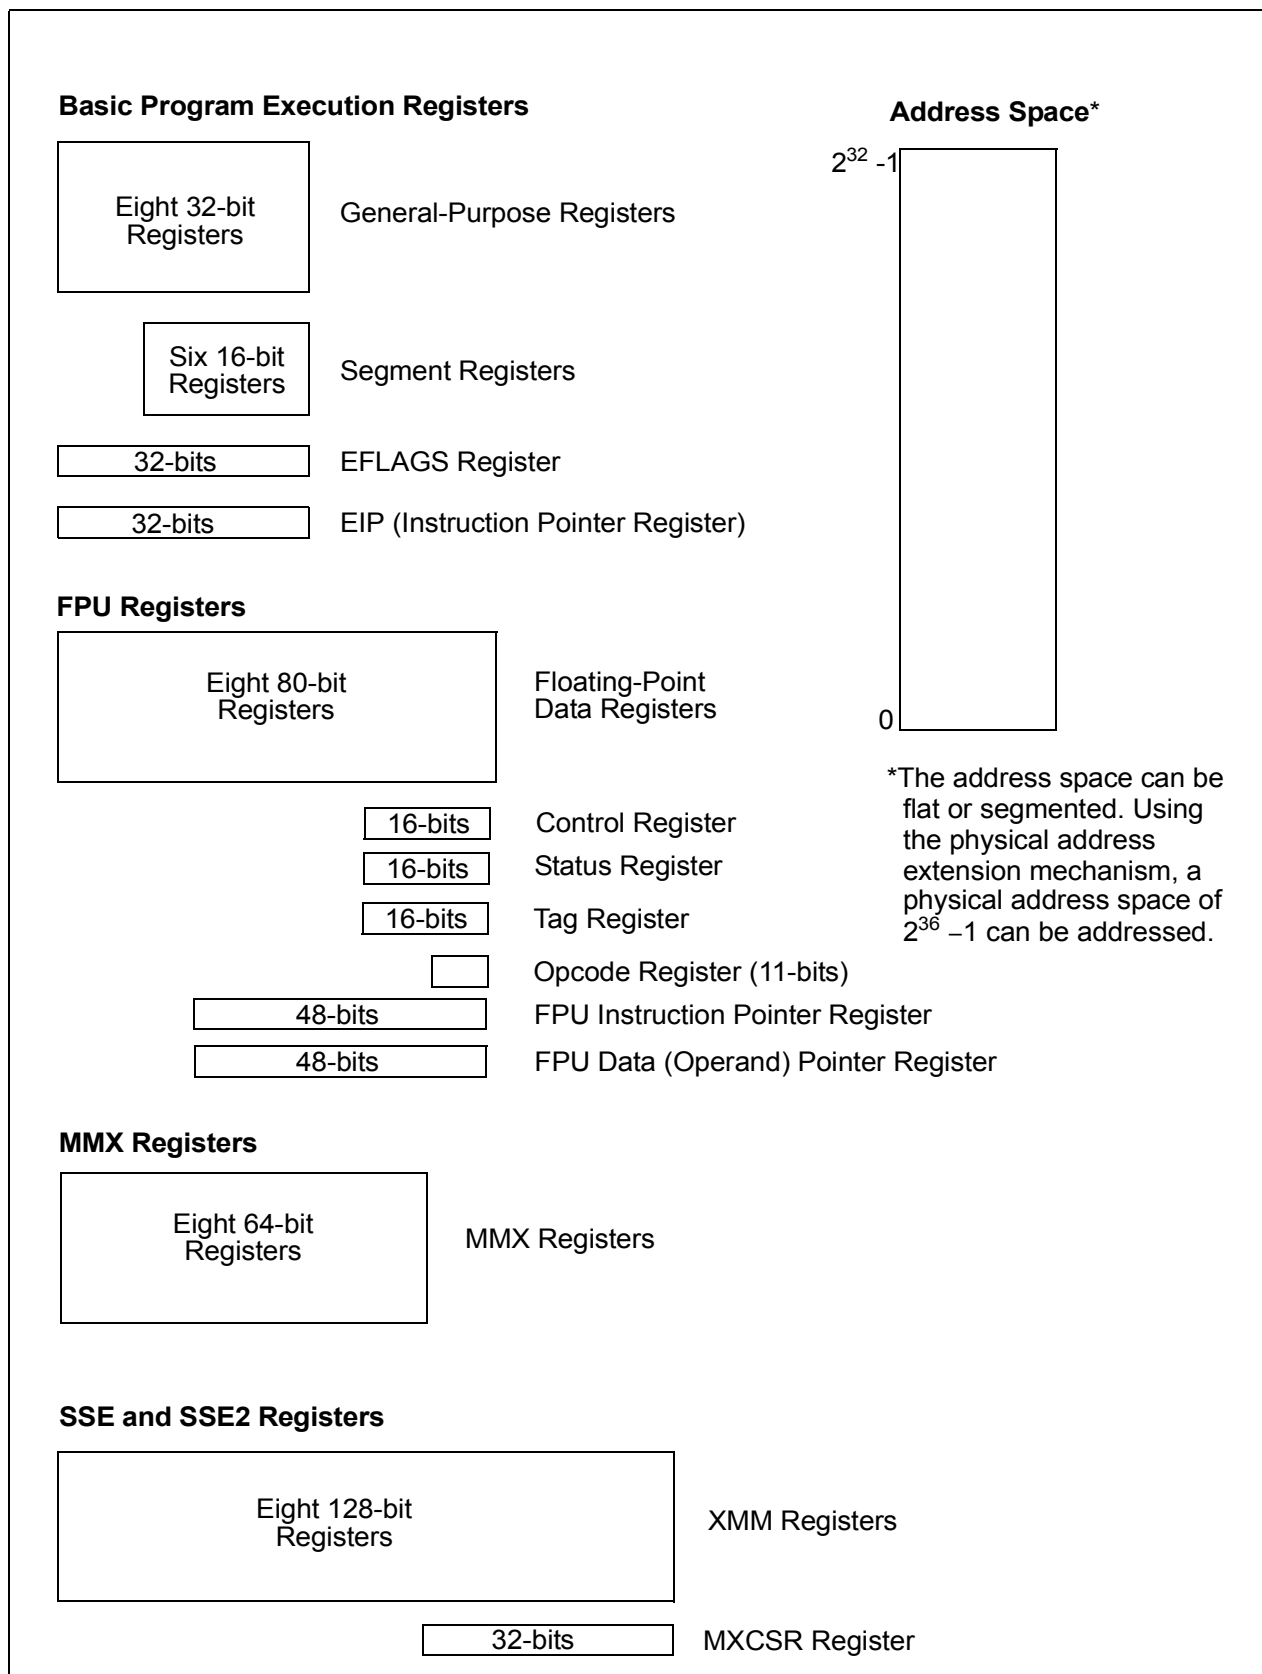 Basic Program Execution Registers
Eight 32-bit
Registers
General-Purpose Registers
Six 16-bit
Registers
Segment Registers
32-bits
EFLAGS Register
32-bits
EIP (Instruction Pointer Register)
Address Space*
2^32 -1
0
*The address space can be
flat or segmented. Using
the physical address
extension mechanism, a
physical address space of
2^36 –1 can be addressed.
FPU Registers
Eight 80-bit
Registers
Floating-Point
Data Registers
16-bits
Control Register
16-bits
Status Register
16-bits
Tag Register
Opcode Register (11-bits)
48-bits
FPU Instruction Pointer Register
48-bits
FPU Data (Operand) Pointer Register
MMX Registers
Eight 64-bit
Registers
MMX Registers
SSE and SSE2 Registers
Eight 128-bit
Registers
XMM Registers
32-bits
MXCSR Register